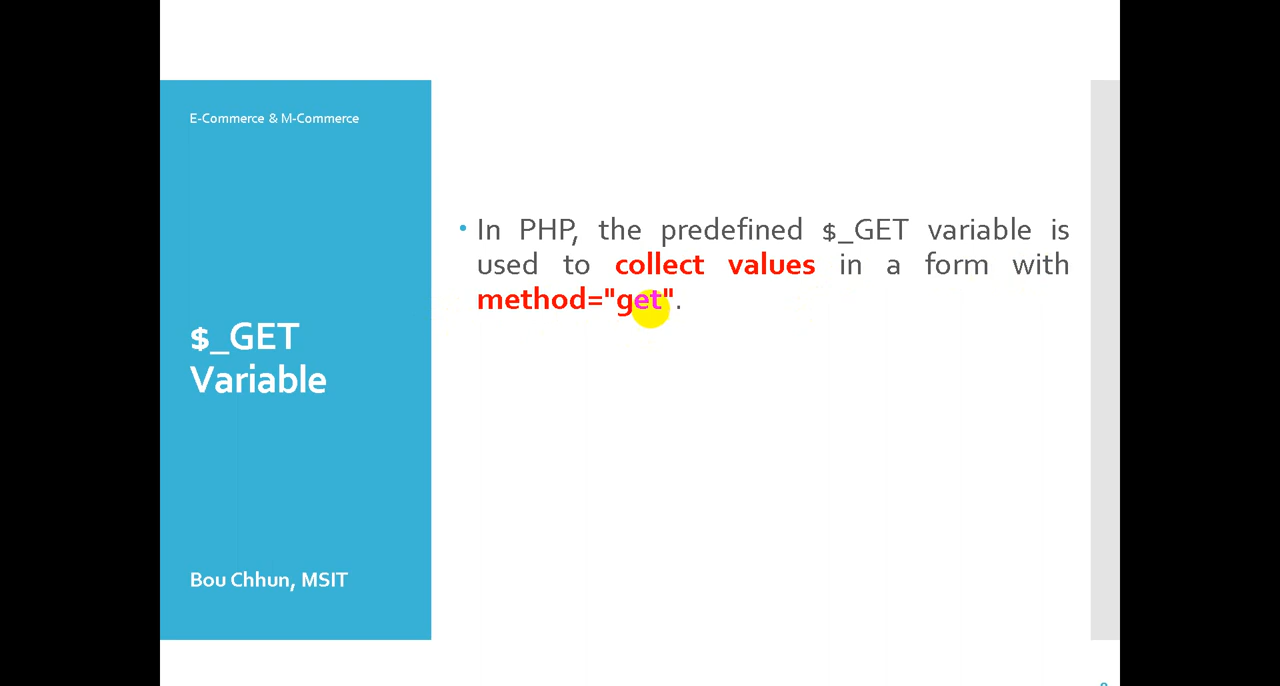 E-Commerce & M-Commerce
$_GET
Variable
Bou Chhun, MSIT
• In PHP, the predefined $_GET variable is
used to collect values in a form with
method="get".